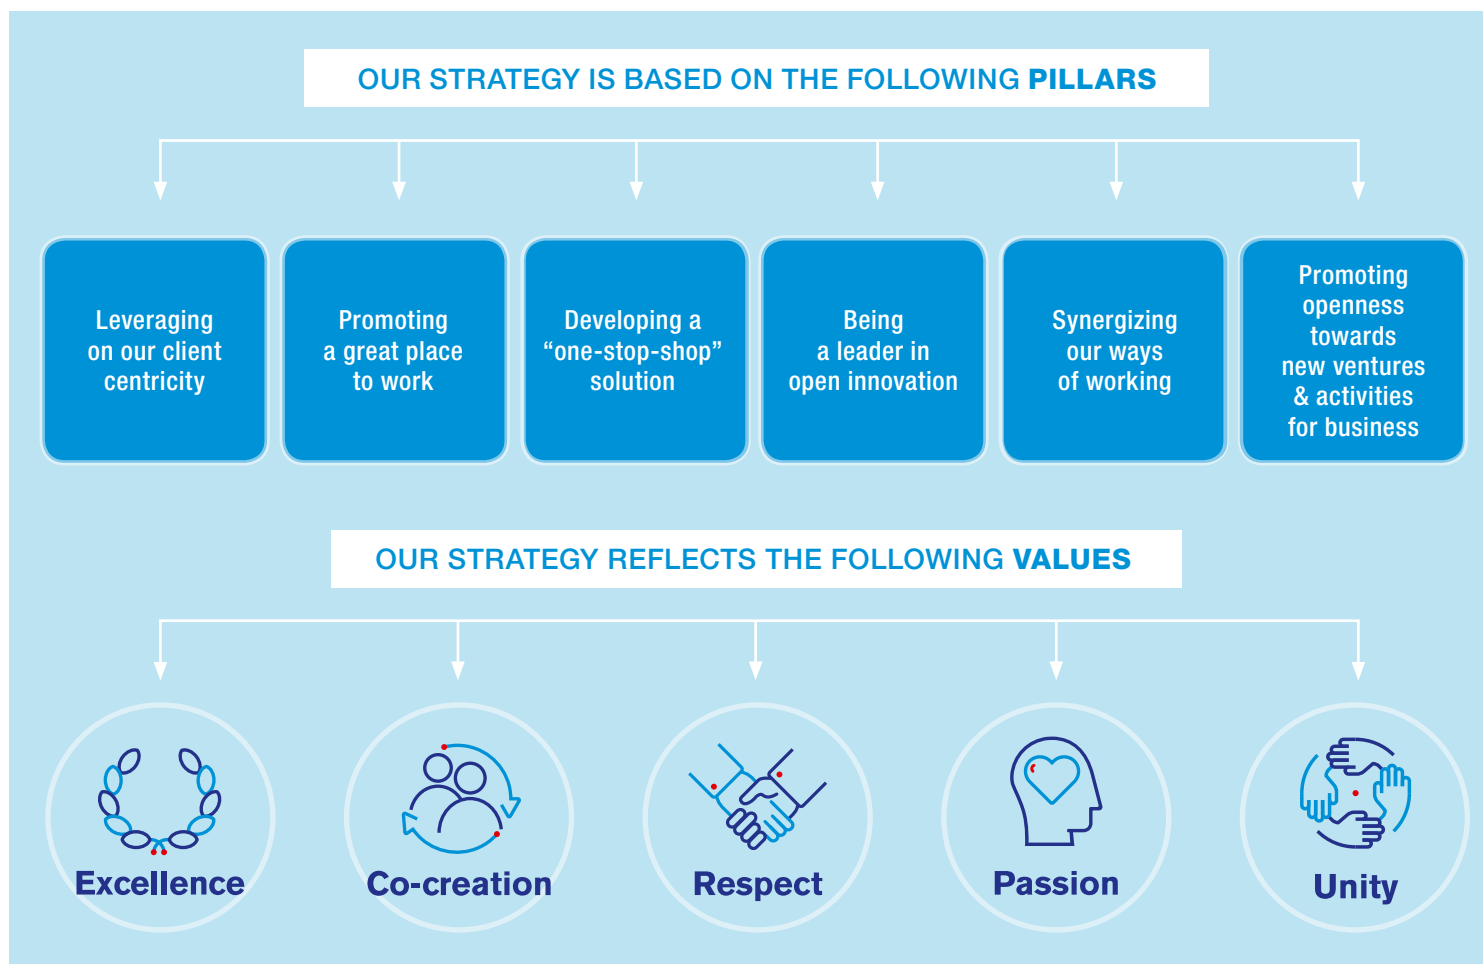 OUR STRATEGY IS BASED ON THE FOLLOWING PILLARS
Leveraging
on our client
centricity
Promoting
a great place
to work
Developing a
“one-stop-shop”
solution
Being
a leader in
open innovation
Synergizing
our ways
of working
Promoting
openness
towards
new ventures
& activities
for business
OUR STRATEGY REFLECTS THE FOLLOWING VALUES
Excellence
Co-creation
Respect
Passion
Unity